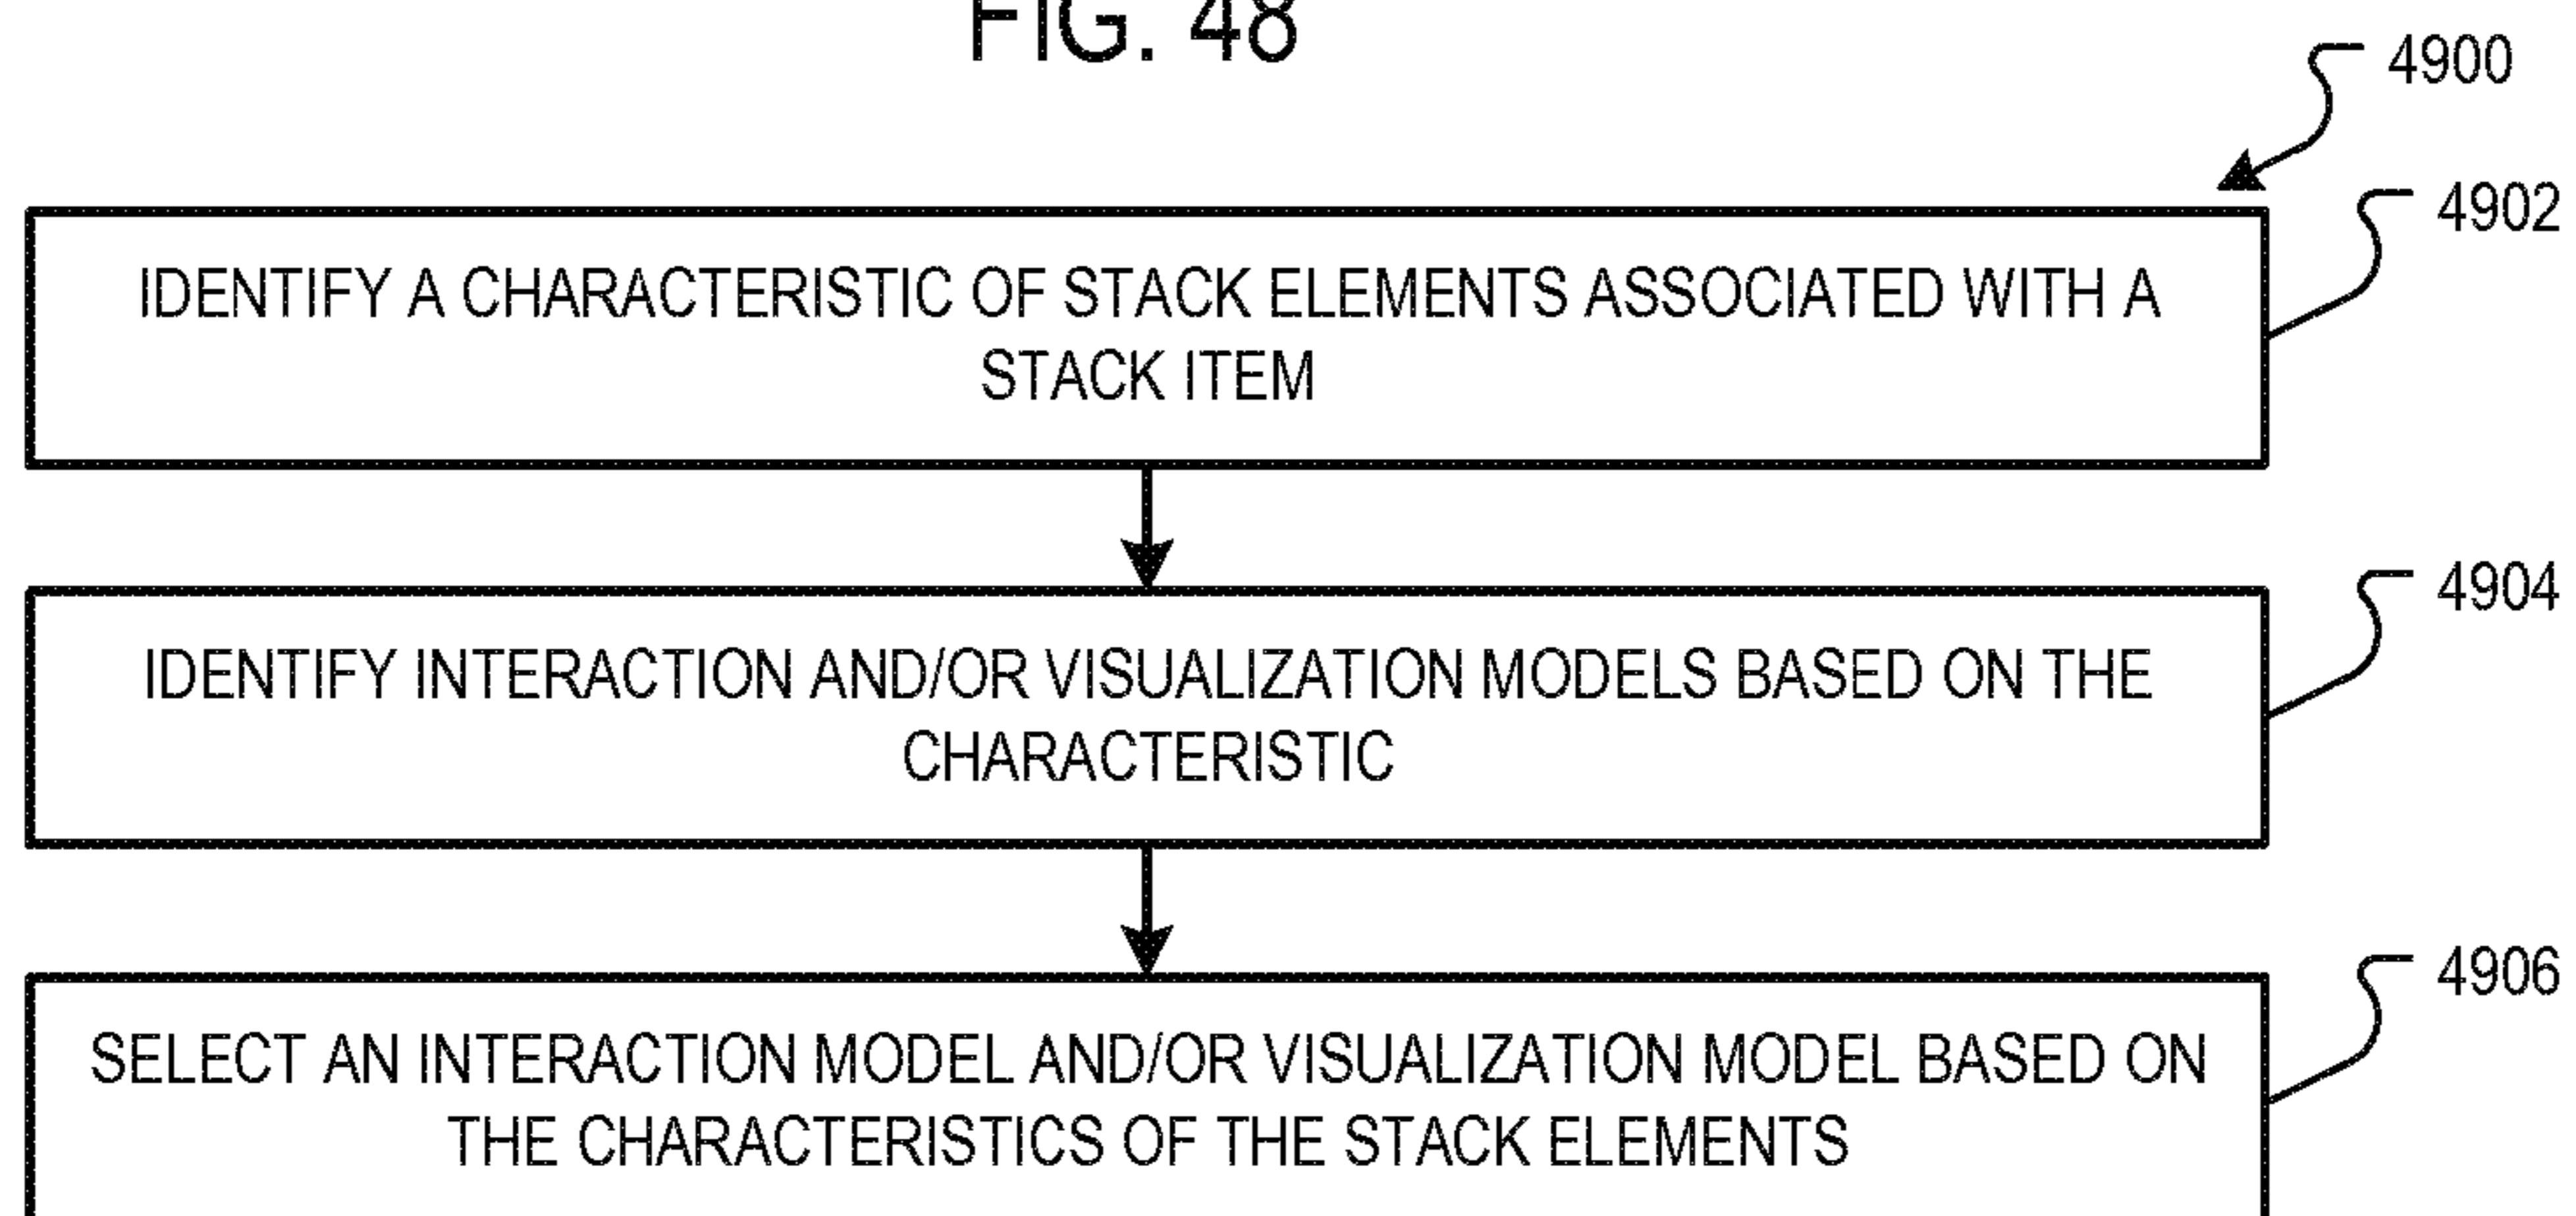 FIG. 48
4900
4902
IDENTIFY A CHARACTERISTIC OF STACK ELEMENTS ASSOCIATED WITH A
STACK ITEM
4904
IDENTIFY INTERACTION AND/OR VISUALIZATION MODELS BASED ON THE
CHARACTERISTIC
4906
SELECT AN INTERACTION MODEL AND/OR VISUALIZATION MODEL BASED ON
THE CHARACTERISTICS OF THE STACK ELEMENTS